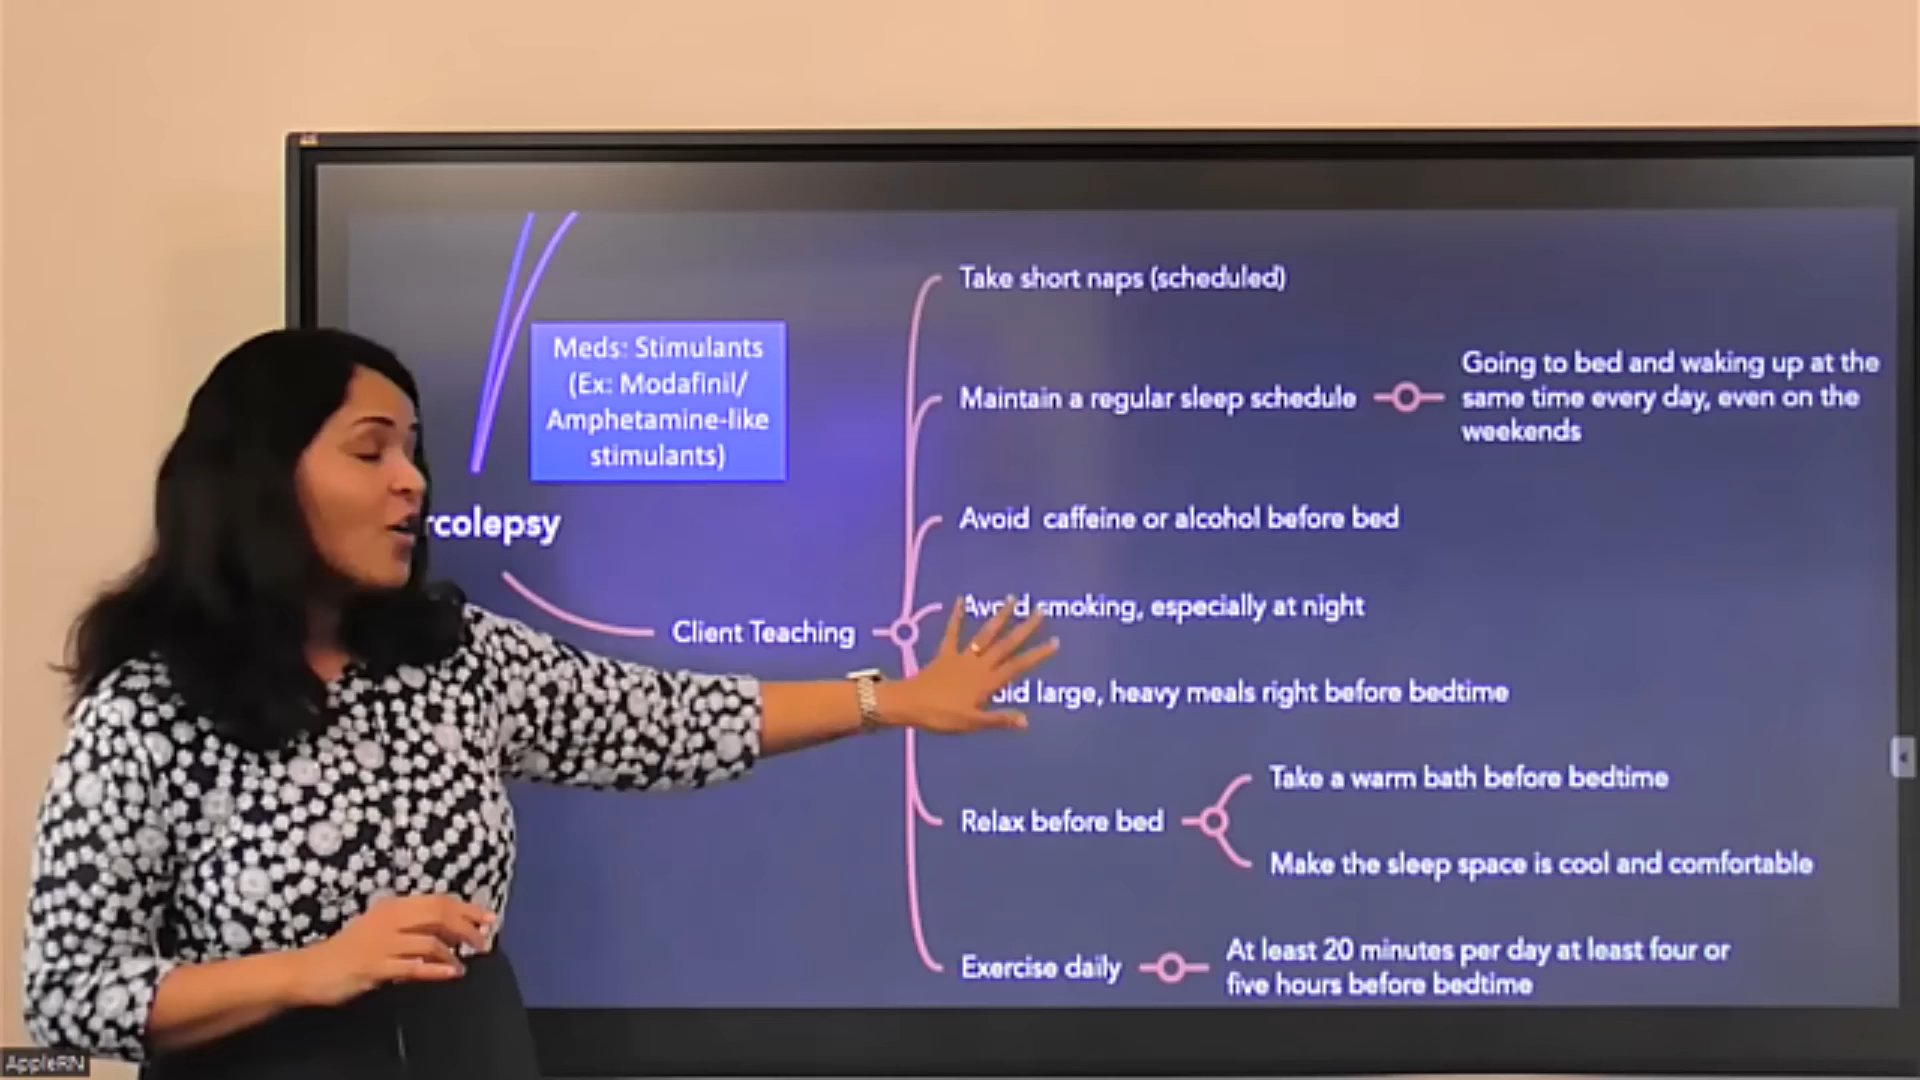 Take short naps (scheduled)
Meds: Stimulants
(Ex: Modafinil/
Amphetamine-like
stimulants)
Going to bed and waking up at the
Maintain a regular sleep schedule
same time every day, even on the
weekends
rcolepsy
Avoid caffeine or alcohol before bed
Client Teaching
Avoid smoking, especially at night
oid large, heavy meals right before bedtime
Relax before bed
Take a warm bath before bedtime
Make the sleep space is cool and comfortable
Exercise daily
At least 20 minutes per day at least four or
five hours before bedtime
AppleRN